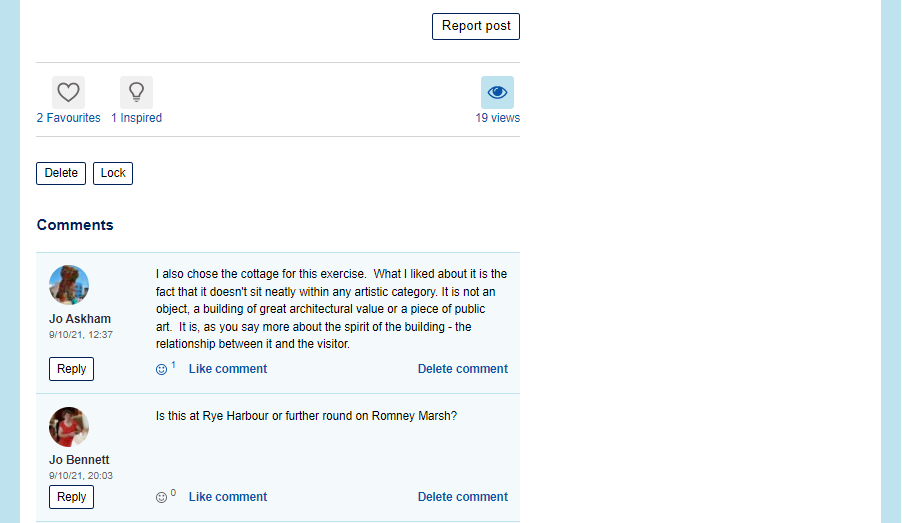 Report post
2 Favourites 1 Inspired 19 views
Delete Lock
Comments
I also chose the cottage for this exercise.  What I liked about it is the
fact that it doesn't sit neatly within any artistic category. It is not an
object, a building of great architectural value or a piece of public
art.  It is, as you say more about the spirit of the building - the
relationship between it and the visitor.
Jo Askham
9/10/21, 12:37
Reply 1 Like comment Delete comment
Is this at Rye Harbour or further round on Romney Marsh?
Jo Bennett
9/10/21, 20:03
Reply 0 Like comment Delete comment